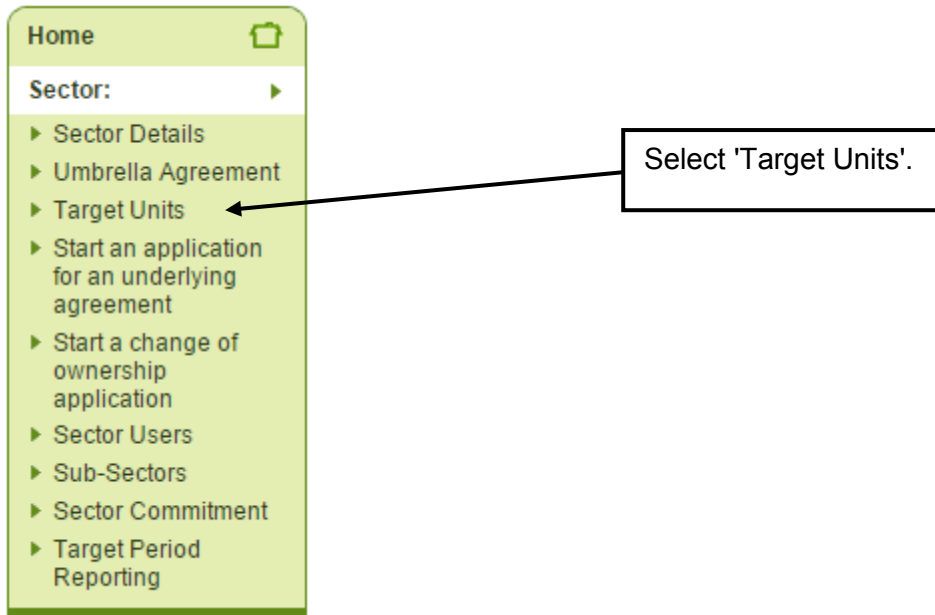 Home
Sector:
Sector Details
Umbrella Agreement
Target Units
Start an application
for an underlying
agreement
Start a change of
ownership
application
Sector Users
Sub-Sectors
Sector Commitment
Target Period
Reporting
Select 'Target Units'.